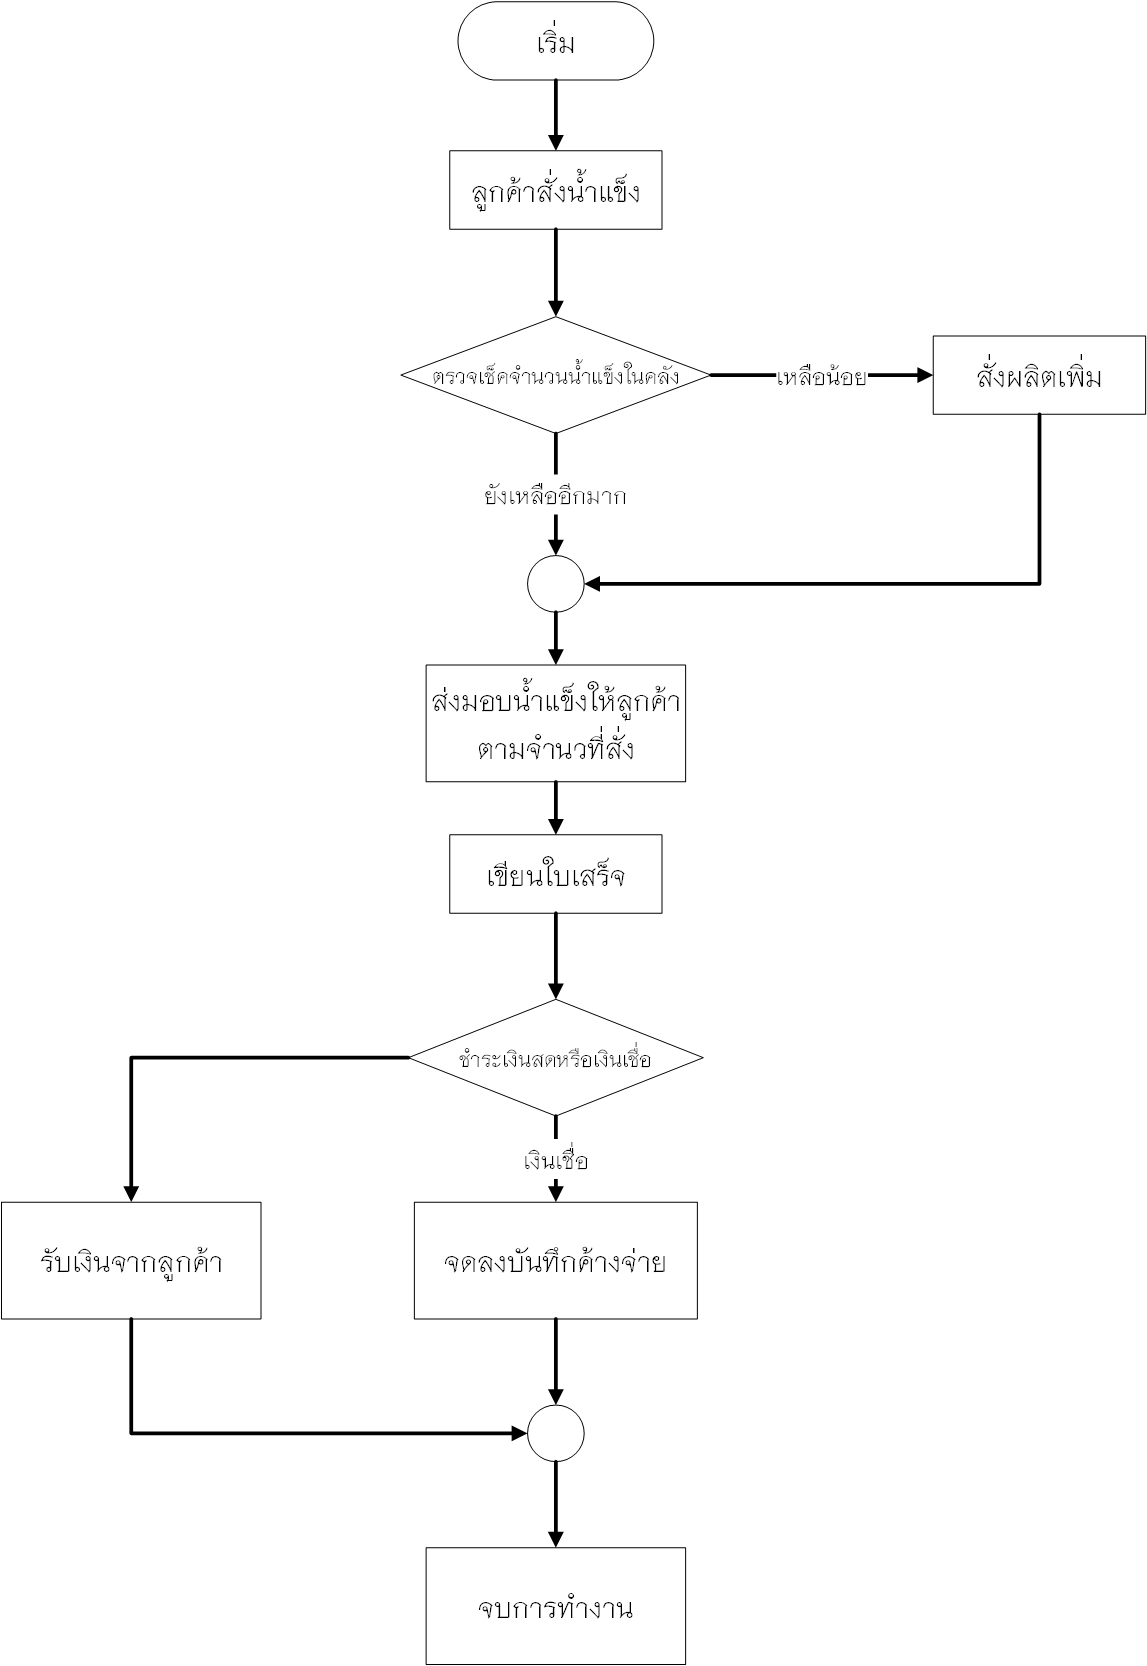 เริ่ม
ลูกค้าสั่งน้ำแข็ง
ตรวจเช็คจำนวนน้ำแข็งในคลัง
เหลือน้อย
สั่งผลิตเพิ่ม
ยังเหลืออีกมาก
ส่งมอบน้ำแข็งให้ลูกค้า
ตามจำนวที่สั่ง
เขียนใบเสร็จ
ชำระเงินสดหรือเงินเชื่อ
เงินเชื่อ
รับเงินจากลูกค้า
จดลงบันทึกค้างจ่าย
จบการทำงาน